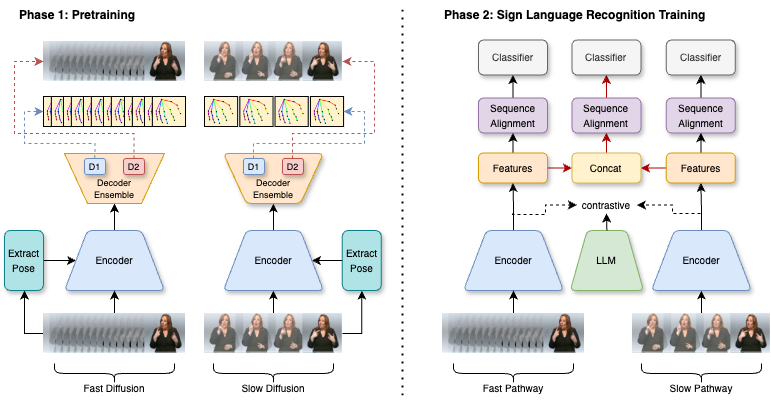 Phase 1: Pretraining
D1
D2
Decoder
Ensemble
D1
D2
Decoder
Ensemble
Extract
Pose
Encoder
Encoder
Extract
Pose
Fast Diffusion
Slow Diffusion
Phase 2: Sign Language Recognition Training
Classifier
Classifier
Classifier
Sequence
Alignment
Sequence
Alignment
Sequence
Alignment
Features
Concat
Features
contrastive
Encoder
LLM
Encoder
Fast Pathway
Slow Pathway